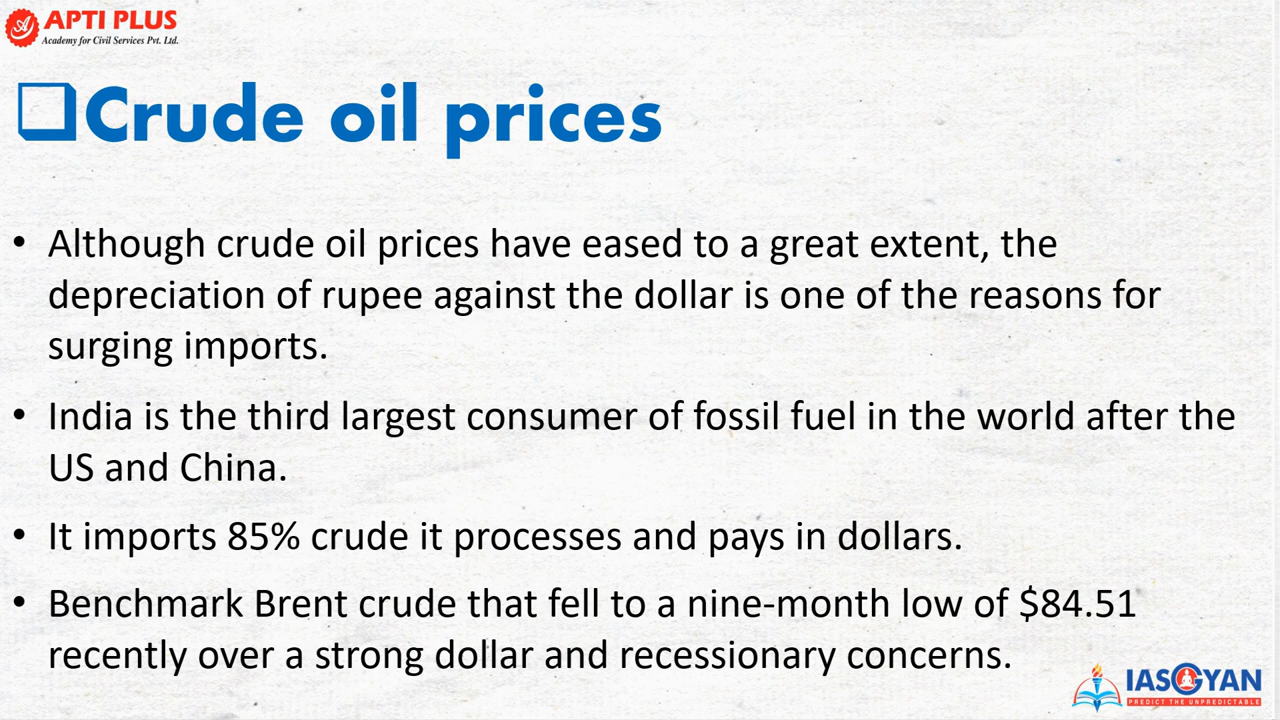 APTI PLUS
Academy for Civil Services Pvt. Ltd.
❑Crude oil prices
• Although crude oil prices have eased to a great extent, the
depreciation of rupee against the dollar is one of the reasons for
surging imports.
• India is the third largest consumer of fossil fuel in the world after the
US and China.
• It imports 85% crude it processes and pays in dollars.
• Benchmark Brent crude that fell to a nine-month low of $84.51
recently over a strong dollar and recessionary concerns.
IASGYAN
PREDICT THE UNPREDICTABLE